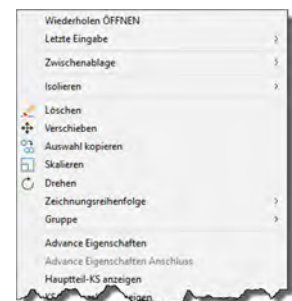 Wiederholen ÖFFNEN
Letzte Eingabe
Zwischenablage
Isolieren
Löschen
Verschieben
Auswahl kopieren
Skalieren
Drehen
Zeichnungsreihenfolge
Gruppe
Advance Eigenschaften
Advance Eigenschaften Anschluss
Hauptteil-KS anzeigen